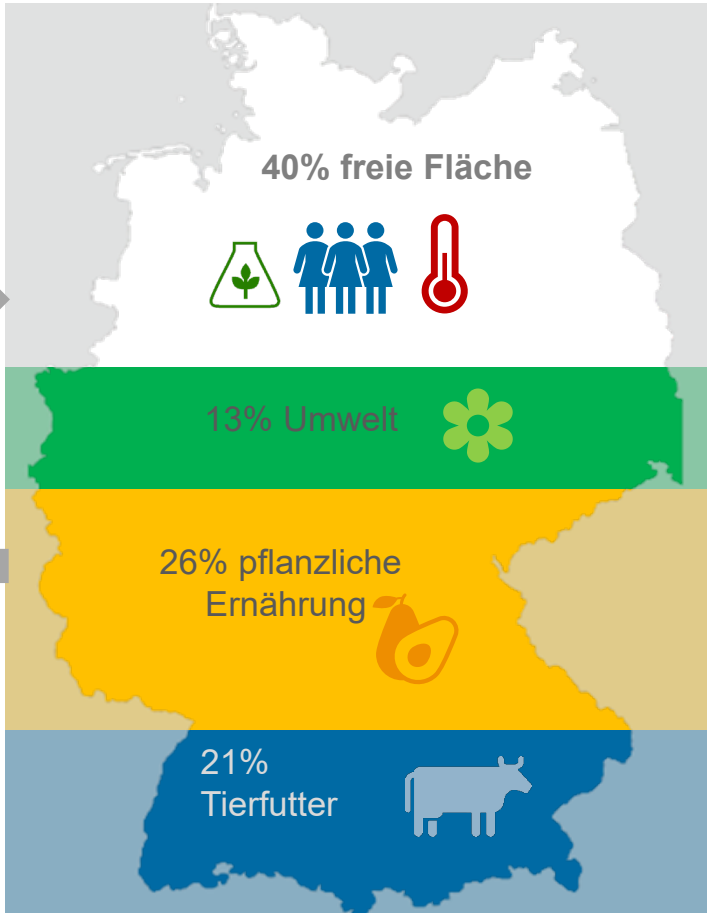 40% freie Fläche
13% Umwelt
26% pflanzliche
Ernährung
21%
Tierfutter